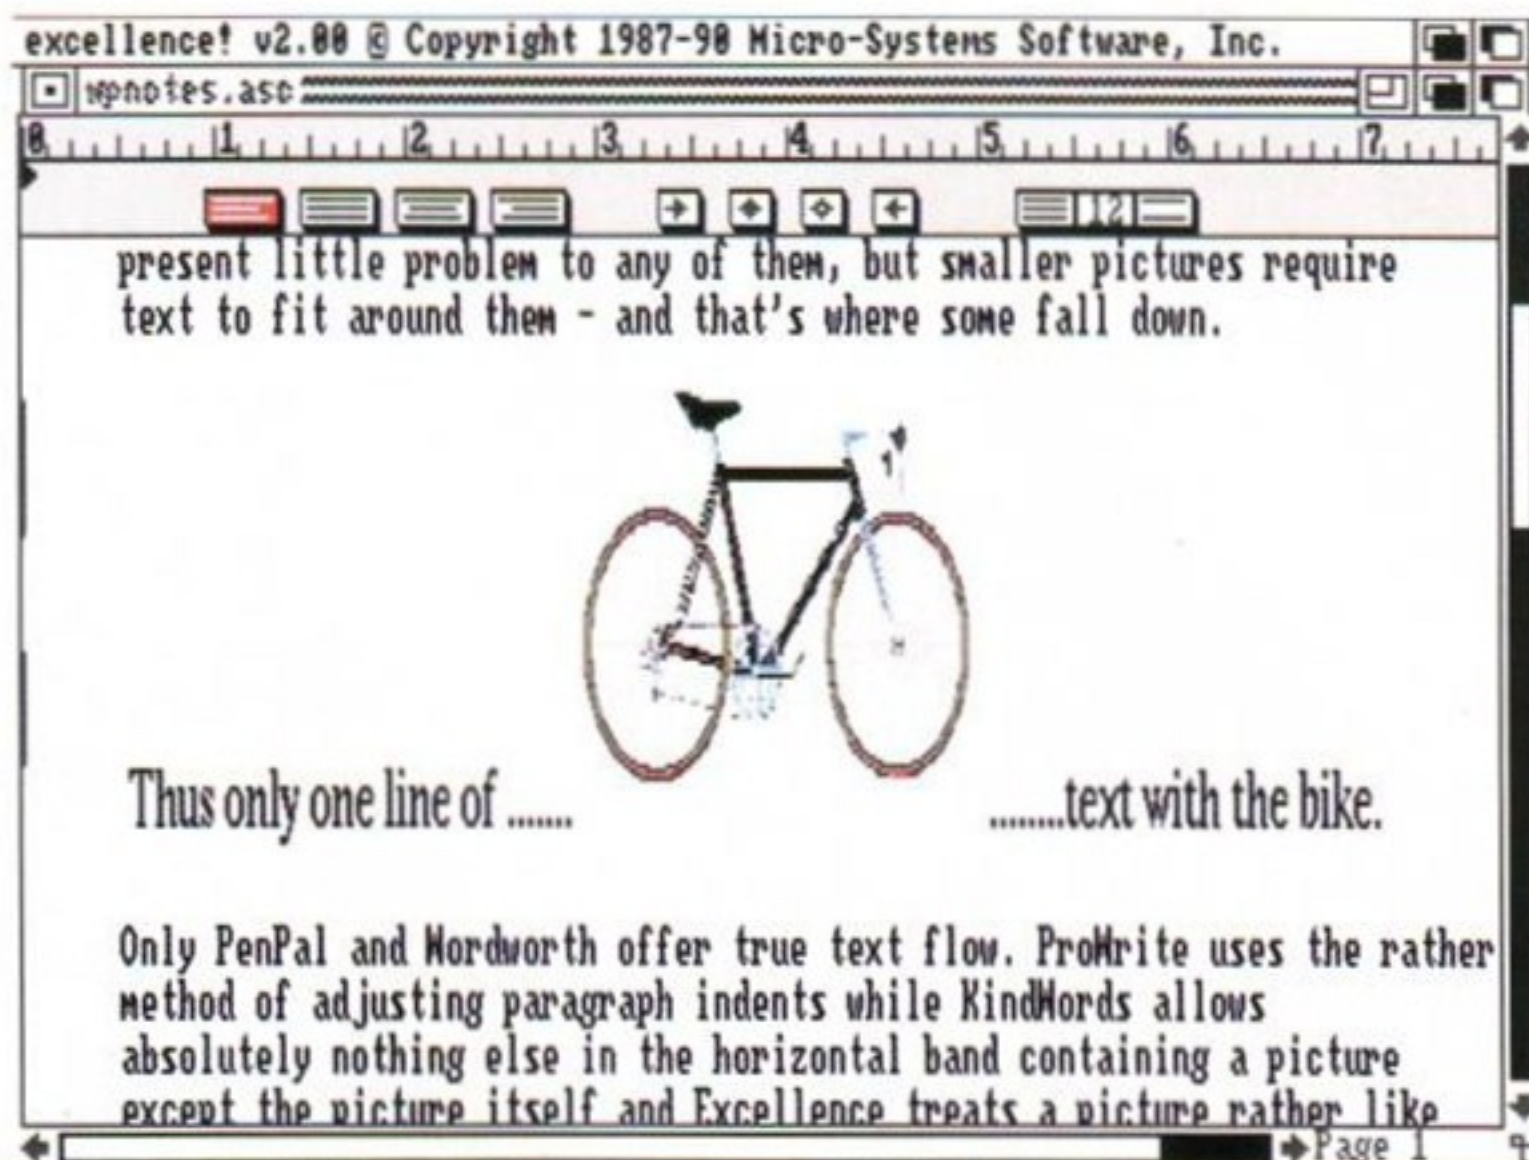 excellence! v2.00 © Copyright 1987-90 Micro-Systems Software, Inc.
wpnotes.asc
0 1 2 3 4 5 6 7
12
present little problem to any of them, but smaller pictures require
text to fit around them - and that's where some fall down.
Thus only one line of ....... ........text with the bike.
Only PenPal and Wordworth offer true text flow. ProWrite uses the rather
method of adjusting paragraph indents while KindWords allows
absolutely nothing else in the horizontal band containing a picture
except the picture itself and Excellence treats a picture rather like
Page 1